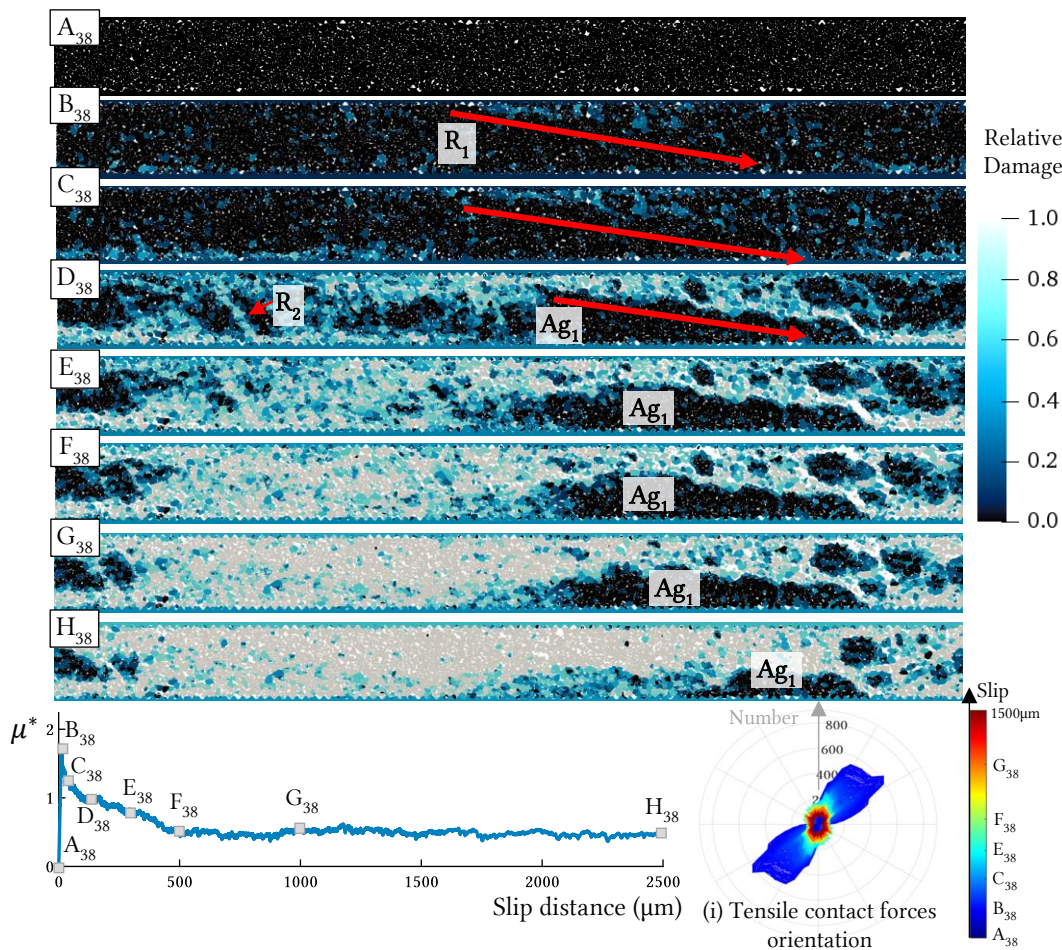 A38
B38
R1
C38
D38
R2
Ag1
E38
Ag1
F38
Ag1
G38
Ag1
H38
Ag1
Relative
Damage
1.0
0.8
0.6
0.4
0.2
0.0
μ*
2
1
0
B38
C38
D38
E38
F38
G38
H38
A38
0
500
1000
1500
2000
2500
Slip distance (μm)
Number
800
600
400
2
(i) Tensile contact forces
orientation
Slip
1500μm
G38
F38
E38
C38
B38
A38